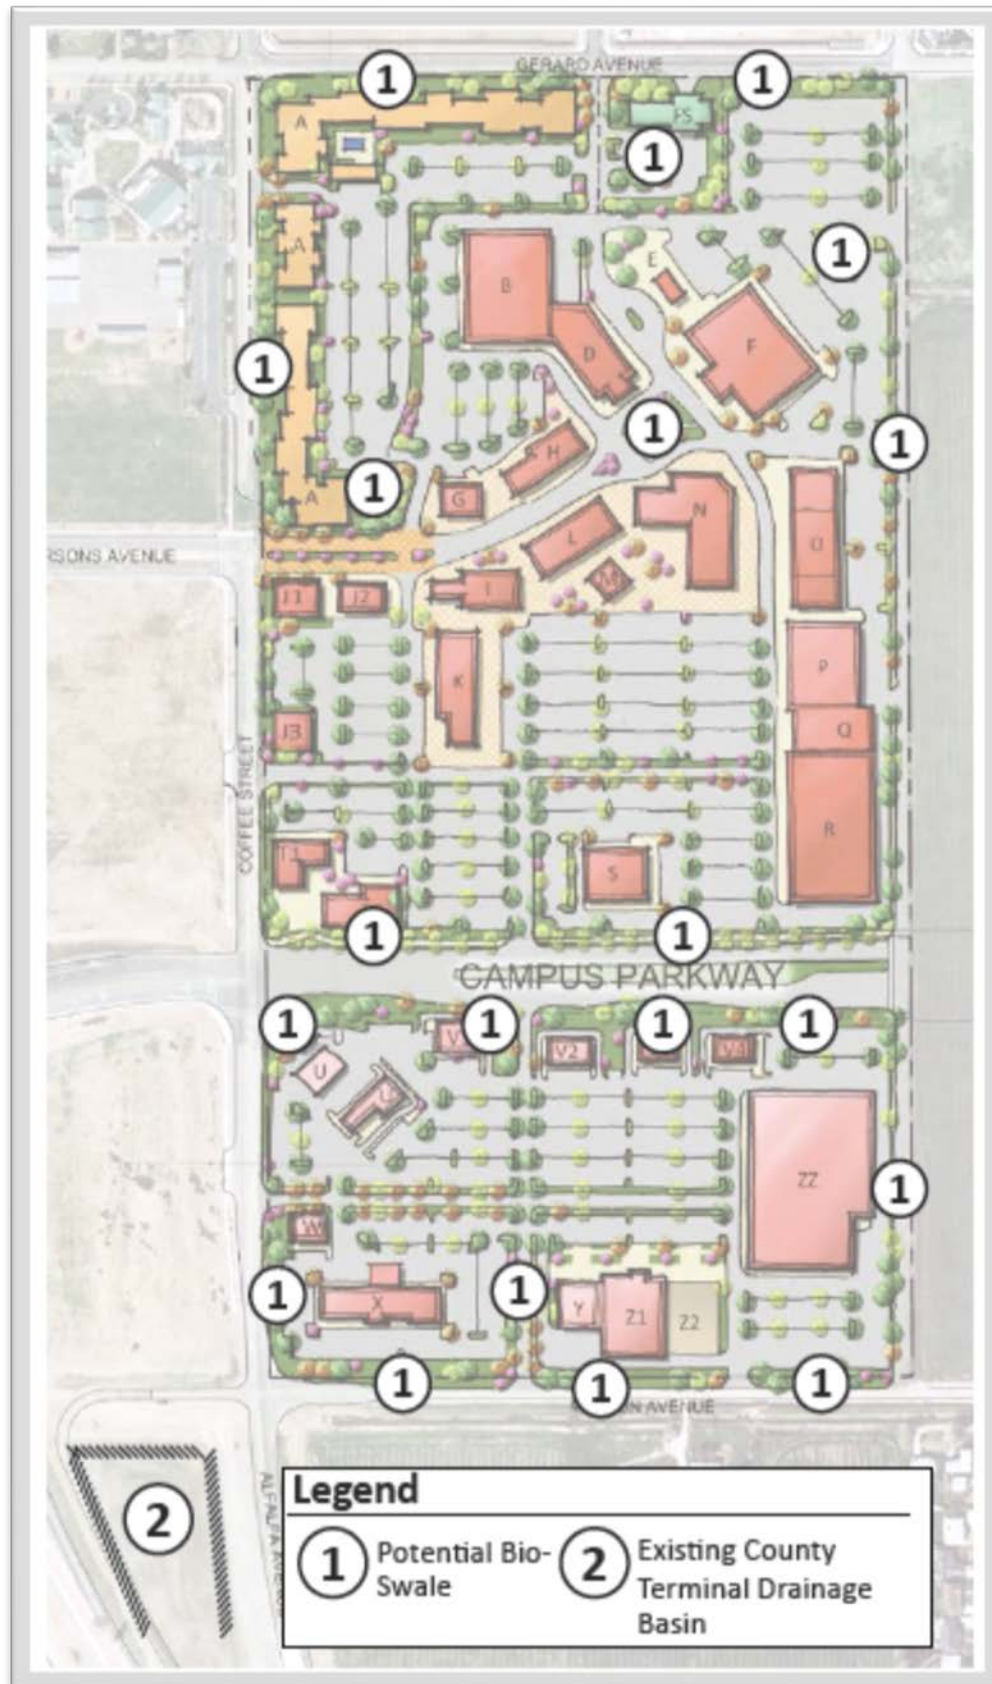 GERARD AVENUE
1
1
A
FS
1
A
E
1
B
F
D
1
1
1
H
A
1
G
N
L
O
RSONS AVENUE
M
I
J1
J2
P
K
J3
Q
COFFEE STREET
R
T1
S
1
1
CAMPUS PARKWAY
1
1
1
1
V2
U
ZZ
1
W
1
1
X
Y
Z1
Z2
1
1
1
AVENUE
2
Legend
1 Potential Bio-
Swale
2 Existing County
Terminal Drainage
Basin